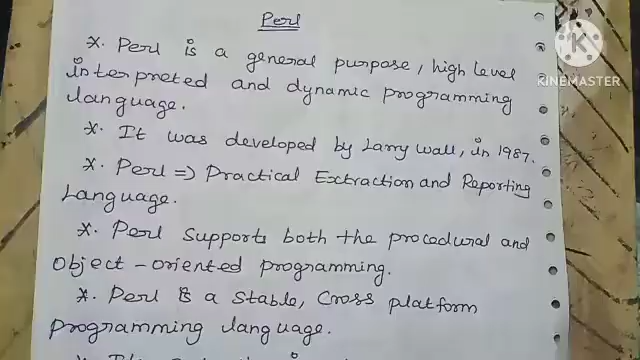 Perl
*. Perl is a general purpose, high level
interpreted and dynamic programming
language.
*. It was developed by Larry Wall, in 1987.
*. Perl => Practical Extraction and Reporting
Language.
*. Perl supports both the procedural and
Object-oriented programming.
*. Perl is a stable, cross platform
programming language.
K
KINEMASTER